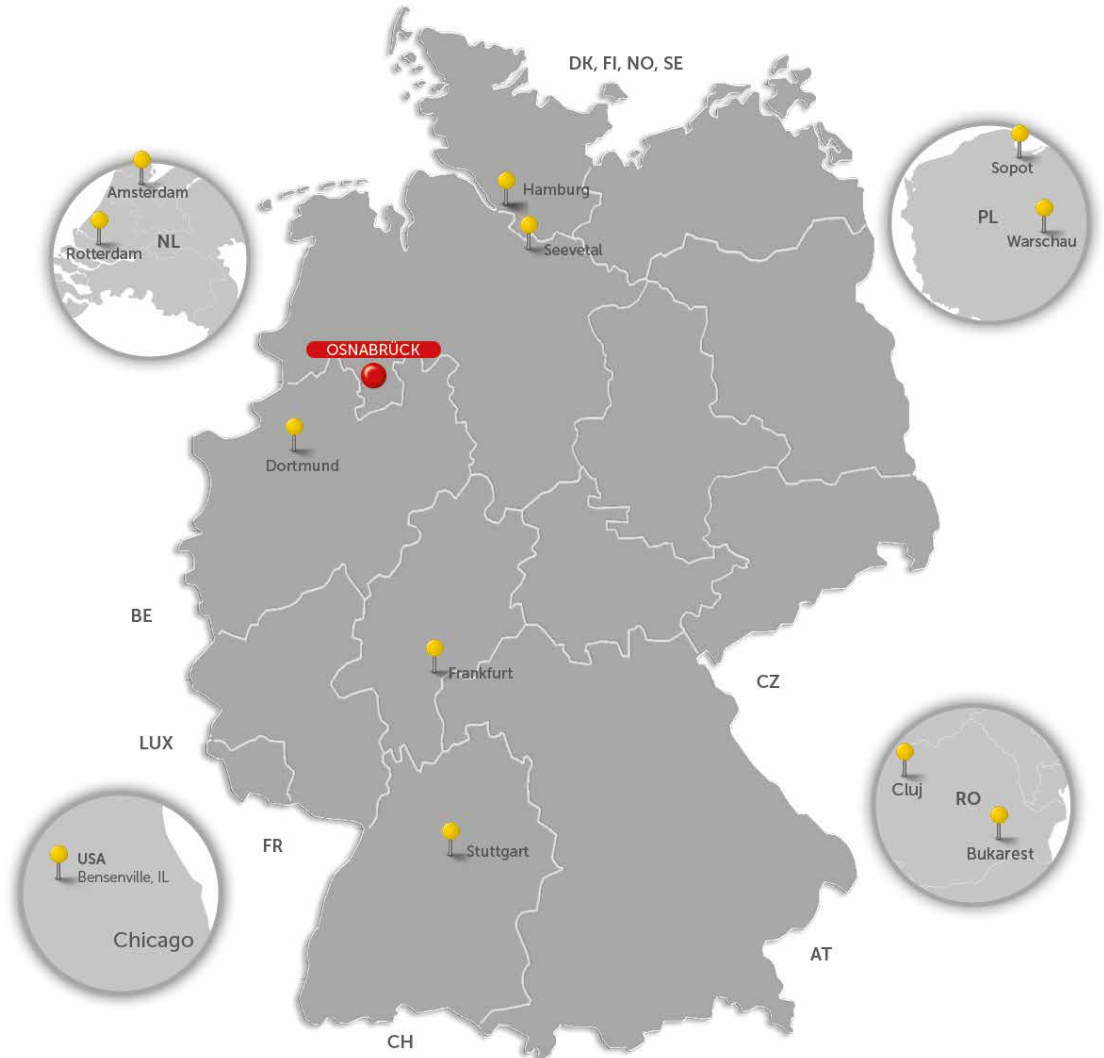 DK, FI, NO, SE
Amsterdam
Rotterdam
NL
Hamburg
Seevetal
Sopot
PL
Warschau
OSNABRÜCK
Dortmund
BE
Frankfurt
CZ
LUX
FR
Stuttgart
Cluj
RO
Bukarest
USA
Bensenville, IL
Chicago
AT
CH